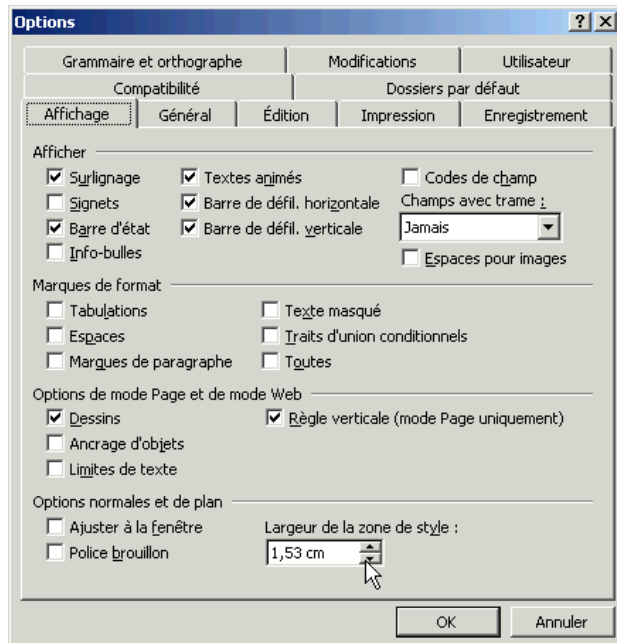 Options
Grammaire et orthographe Modifications Utilisateur
Compatibilité Dossiers par défaut
Affichage Général Édition Impression Enregistrement
Afficher
Surlignage Textes animés Codes de champ
Signets Barre de défil. horizontale Champs avec trame :
Barre d'état Barre de défil. verticale Jamais
Info-bulles Espaces pour images
Marques de format
Tabulations Texte masqué
Espaces Traits d'union conditionnels
Marques de paragraphe Toutes
Options de mode Page et de mode Web
Dessins Règle verticale (mode Page uniquement)
Ancrage d'objets
Limites de texte
Options normales et de plan
Ajuster à la fenêtre Largeur de la zone de style :
Police brouillon 1,53 cm
OK Annuler